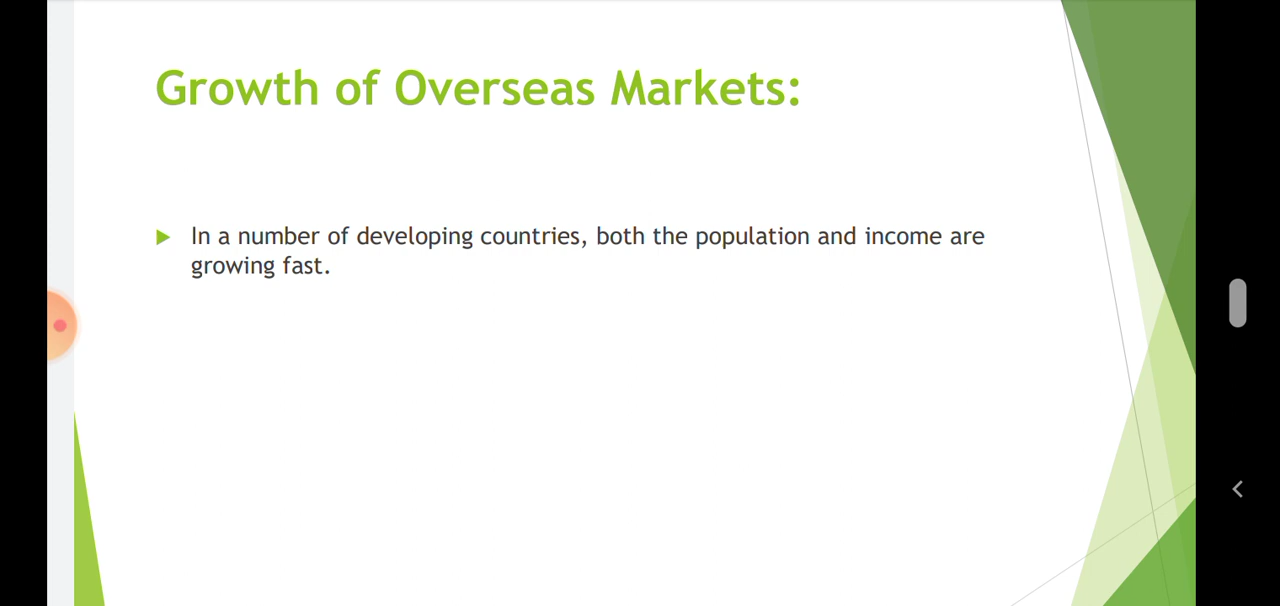 Growth of Overseas Markets:
In a number of developing countries, both the population and income are
growing fast.